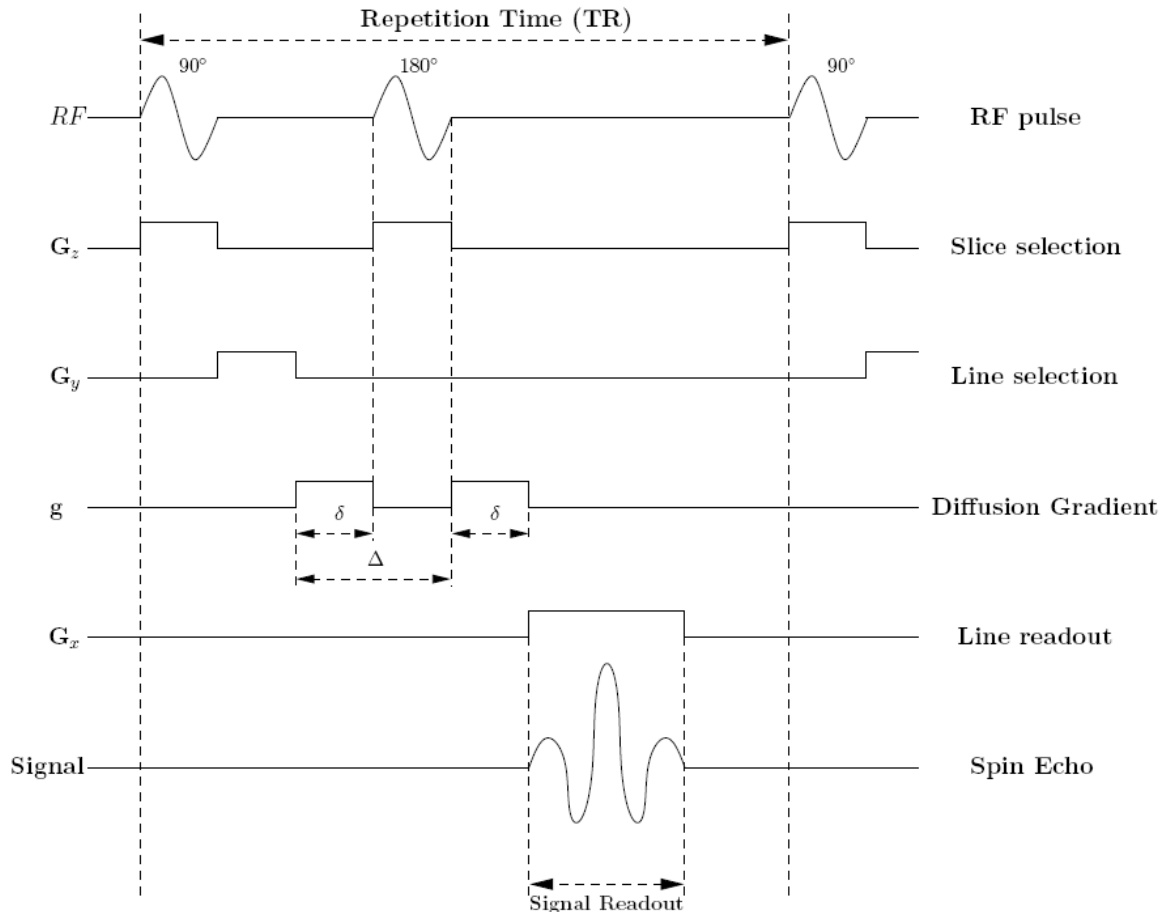 Repetition Time (TR)
90° 180° 90°
RF RF pulse
G_z Slice selection
G_y Line selection
g δ δ Diffusion Gradient
Δ
G_x Line readout
Signal Spin Echo
Signal Readout